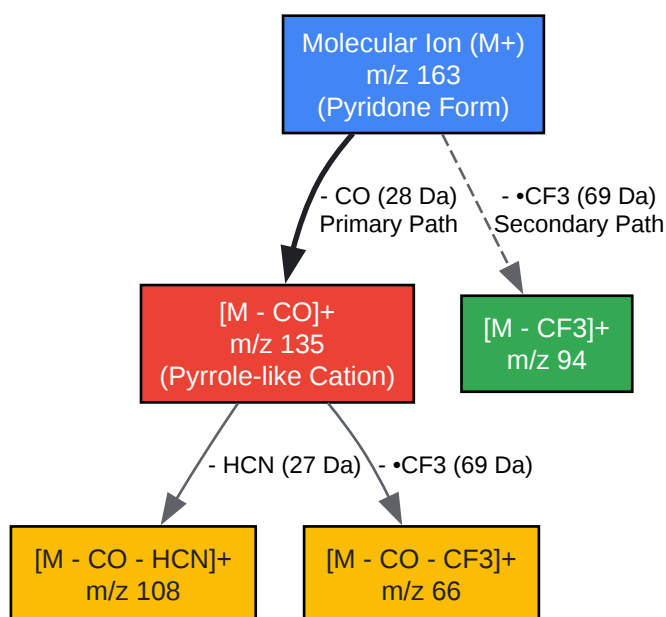 Molecular Ion (M+)
m/z 163
(Pyridone Form)
- CO (28 Da)
Primary Path
- •CF3 (69 Da)
Secondary Path
[M - CO]+
m/z 135
(Pyrrole-like Cation)
[M - CF3]+
m/z 94
- HCN (27 Da)
- •CF3 (69 Da)
[M - CO - HCN]+
m/z 108
[M - CO - CF3]+
m/z 66